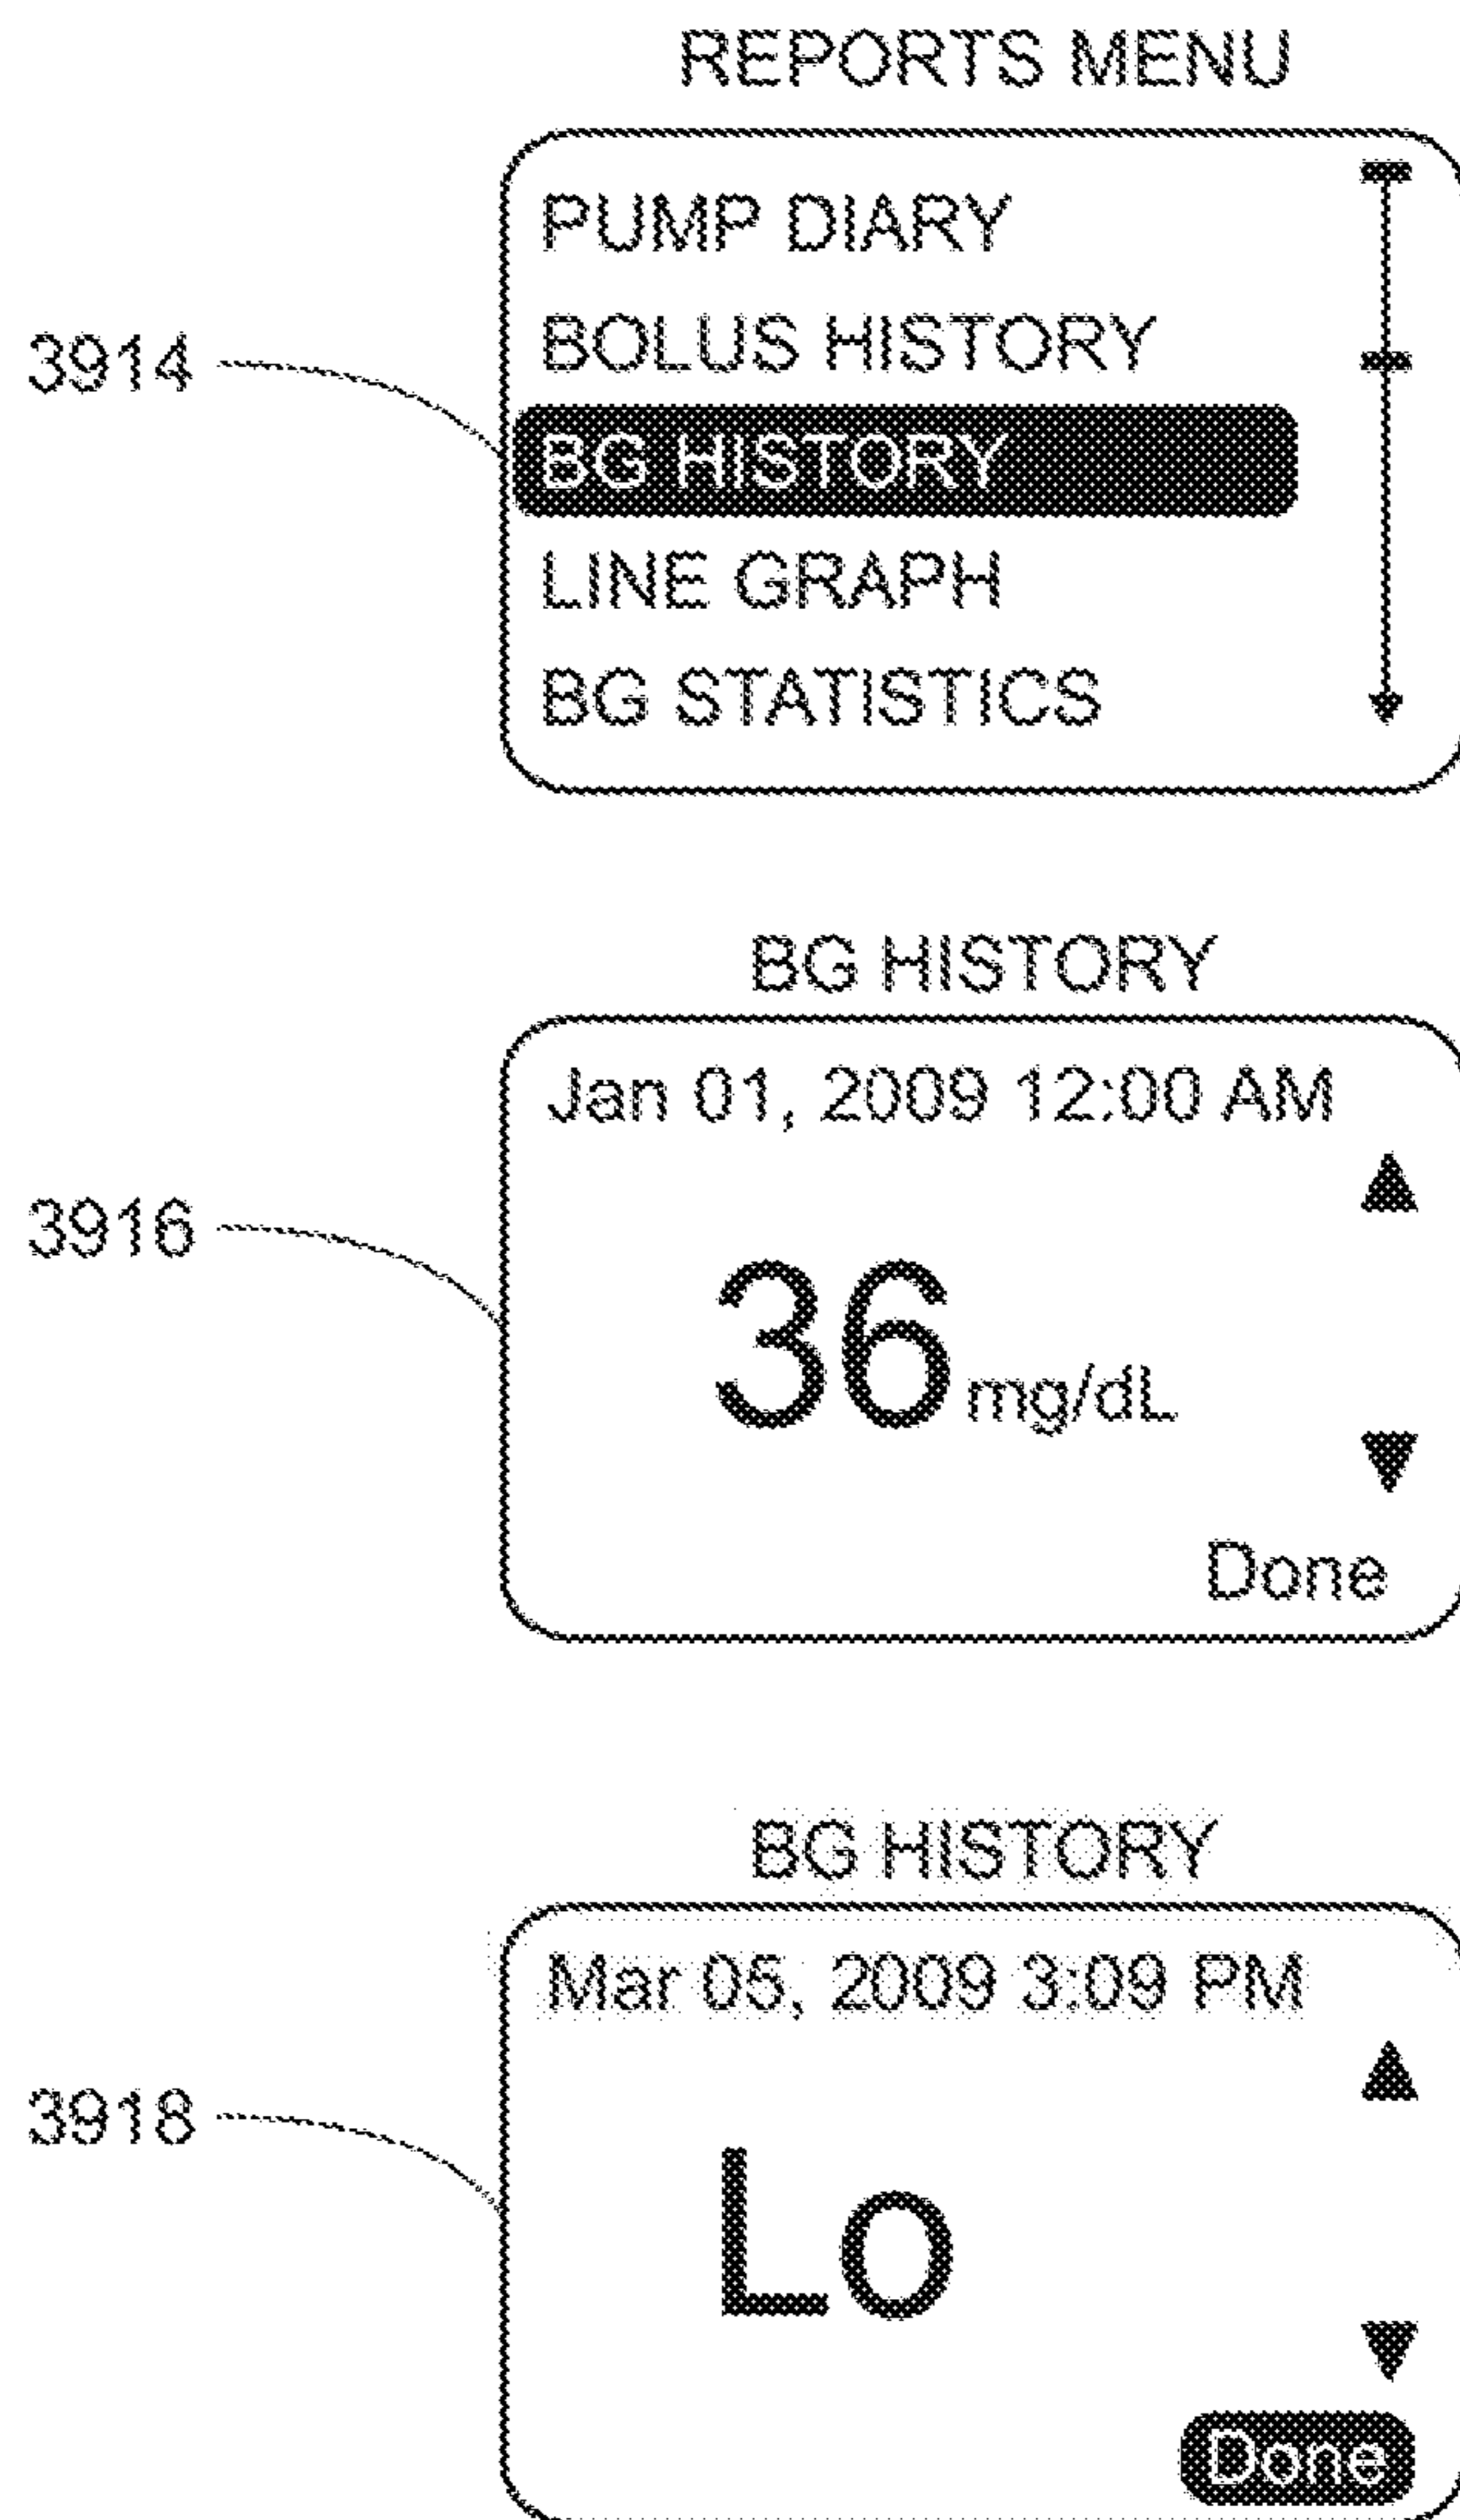 REPORTS MENU
PUMP DIARY
BOLUS HISTORY
3914
BG HISTORY
LINE GRAPH
BG STATISTICS
BG HISTORY
Jan 01, 2009 12:00 AM
3916
36 mg/dL
Done
BG HISTORY
Mar 05, 2009 3:09 PM
3918
Lo
Done